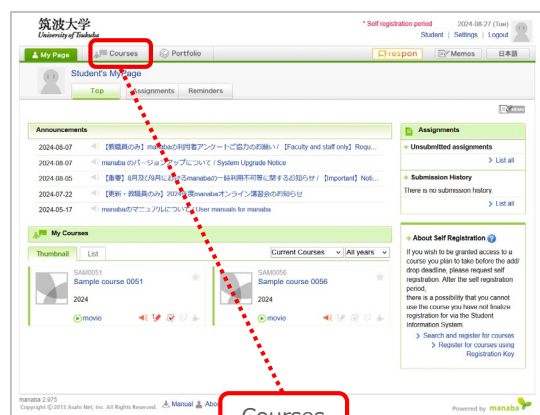 筑波大学
University of Tsukuba
* Self registration period
2024-08-27 (Tue)
Student | Settings | Logout
My Page
Courses
Portfolio
respon
Memos
日本語
Student's MyPage
Top
Assignments
Reminders
Announcements
2024-08-07 【教職員のみ】manabaの利用者アンケートご協力のお願い / 【Faculty and staff only】Requ...
2024-08-07 manaba のバージョンアップについて / System Upgrade Notice
2024-08-05 【重要】8月及び9月におけるmanabaの一時利用不可等に関するお知らせ / 【Important】Noti...
2024-07-22 【更新・教職員のみ】2024年度manabaオンライン講習会のお知らせ
2024-05-17 manabaのマニュアルについて / User manuals for manaba
Assignments
Unsubmitted assignments
List all
Submission History
There is no submission history.
List all
My Courses
Thumbnail
List
Current Courses
All years
SAM0051
Sample course 0051
2024
movie
SAM0056
Sample course 0056
2024
movie
About Self Registration
If you wish to be granted access to a
course you plan to take before the add/
drop deadline, please request self
registration. After the self registration
period,
there is a possibility that you cannot
use the course you have not finalize
registration for via the Student
Information System.
> Search and register for courses
> Register for courses using
Registration Key
manaba 2.975
Copyright © 2015 Asahi Net, Inc. All Rights Reserved.
Manual
Abou
Powered by manaba
Courses